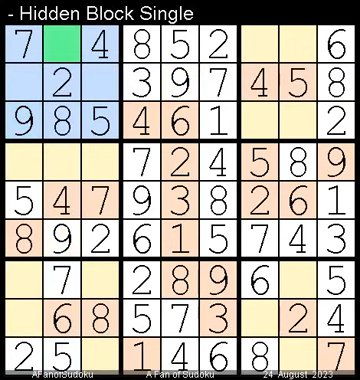 - Hidden Block Single
7 4 8 5 2 6
2 3 9 7 4 5 8
9 8 5 4 6 1 2
7 2 4 5 8 9
5 4 7 9 3 8 2 6 1
8 9 2 6 1 5 7 4 3
7 2 8 9 6 5
6 8 5 7 3 2 4
2 5 1 4 6 8 7
AFanofSudoku A Fan of Sudoku 24 August 2023